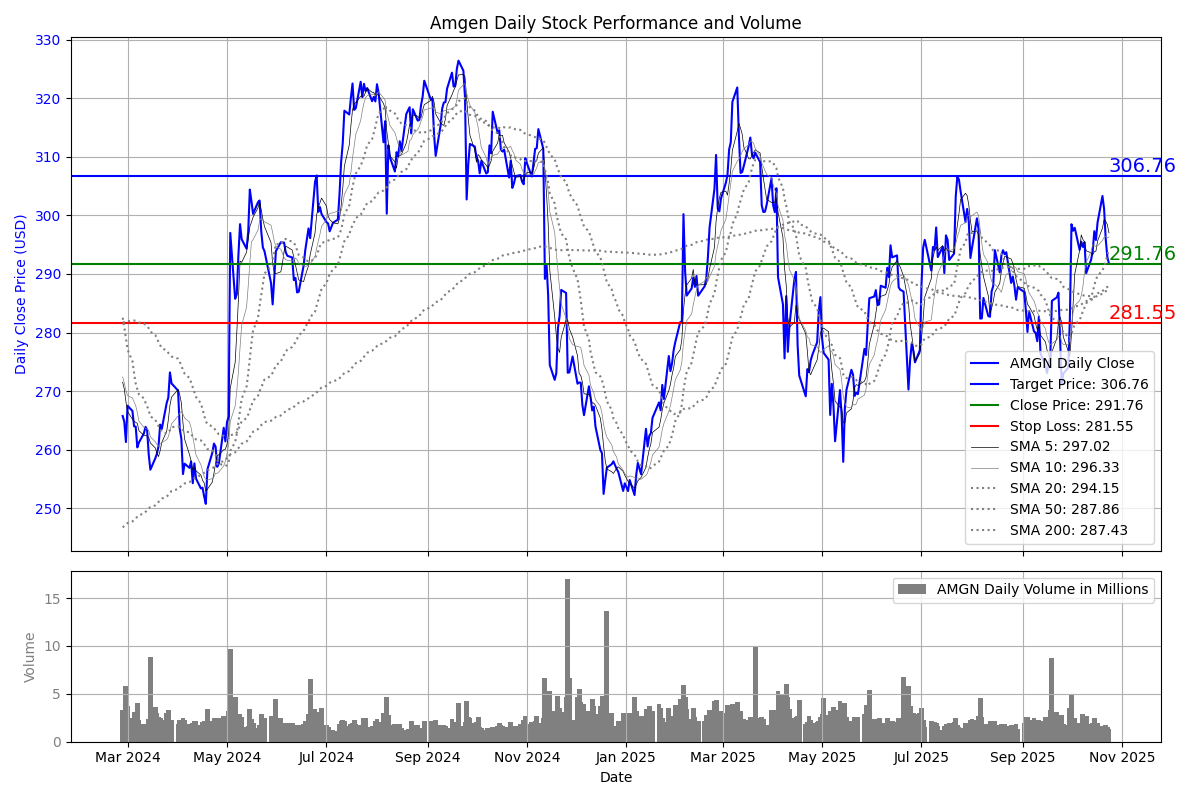 Amgen Daily Stock Performance and Volume
330
320
310
300
290
280
270
260
250
Daily Close Price (USD)
306.76
291.76
281.55
AMGN Daily Close
Target Price: 306.76
Close Price: 291.76
Stop Loss: 281.55
SMA 5: 297.02
SMA 10: 296.33
SMA 20: 294.15
SMA 50: 287.86
SMA 200: 287.43
15
10
5
0
Volume
AMGN Daily Volume in Millions
Mar 2024 May 2024 Jul 2024 Sep 2024 Nov 2024 Jan 2025 Mar 2025 May 2025 Jul 2025 Sep 2025 Nov 2025
Date